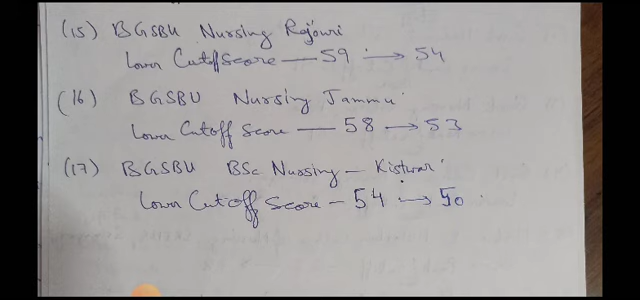 (15) BGSBU Nursing Rajouri
Lower Cutoff Score — 59 → 54
(16) BGSBU Nursing Jammu
Lower Cutoff Score — 58 → 53
(17) BGSBU BSc Nursing – Kistwar
Lower Cutoff Score – 54 → 50